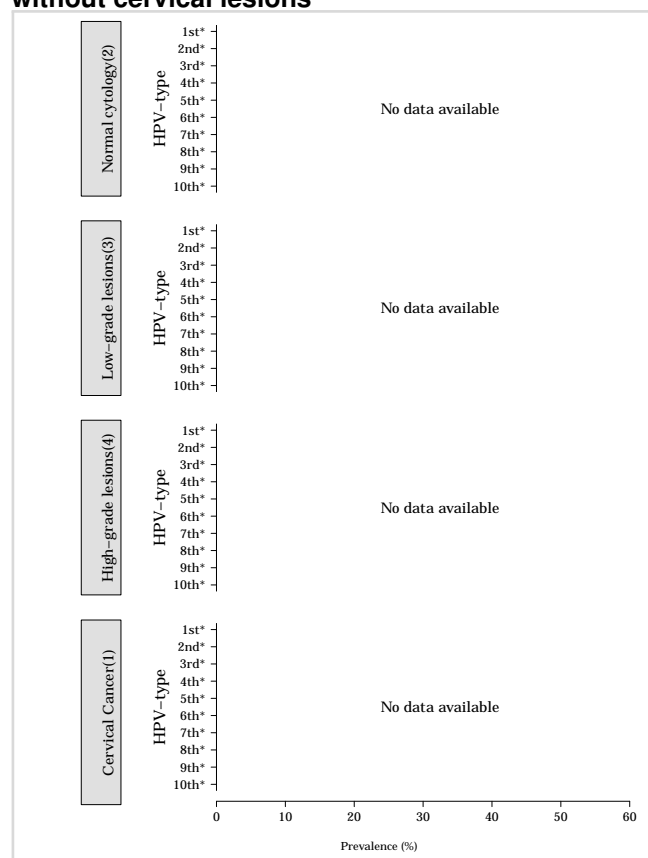 without cervical lesions
Normal cytology(2)
HPV−type
1st*
2nd*
3rd*
4th*
5th*
6th*
7th*
8th*
9th*
10th*
No data available
Low−grade lesions(3)
HPV−type
1st*
2nd*
3rd*
4th*
5th*
6th*
7th*
8th*
9th*
10th*
No data available
High−grade lesions(4)
HPV−type
1st*
2nd*
3rd*
4th*
5th*
6th*
7th*
8th*
9th*
10th*
No data available
Cervical Cancer(1)
HPV−type
1st*
2nd*
3rd*
4th*
5th*
6th*
7th*
8th*
9th*
10th*
No data available
0 10 20 30 40 50 60
Prevalence (%)